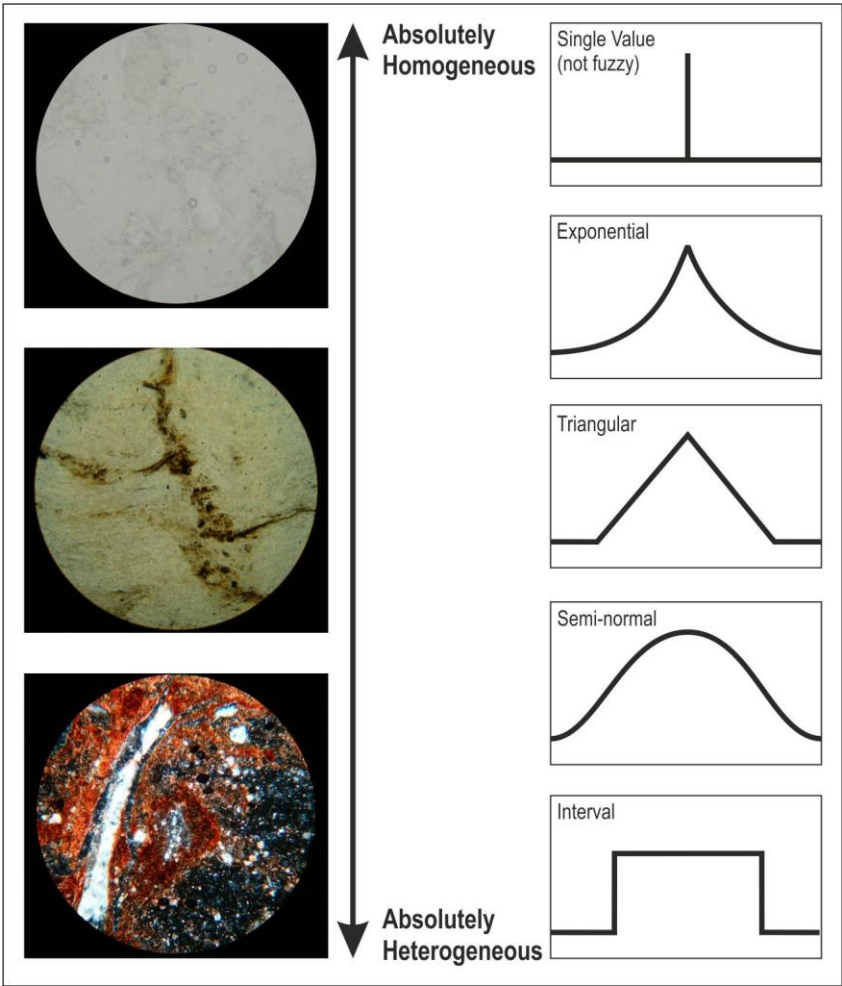 Absolutely
Homogeneous
Single Value
(not fuzzy)
Exponential
Triangular
Semi-normal
Interval
Absolutely
Heterogeneous